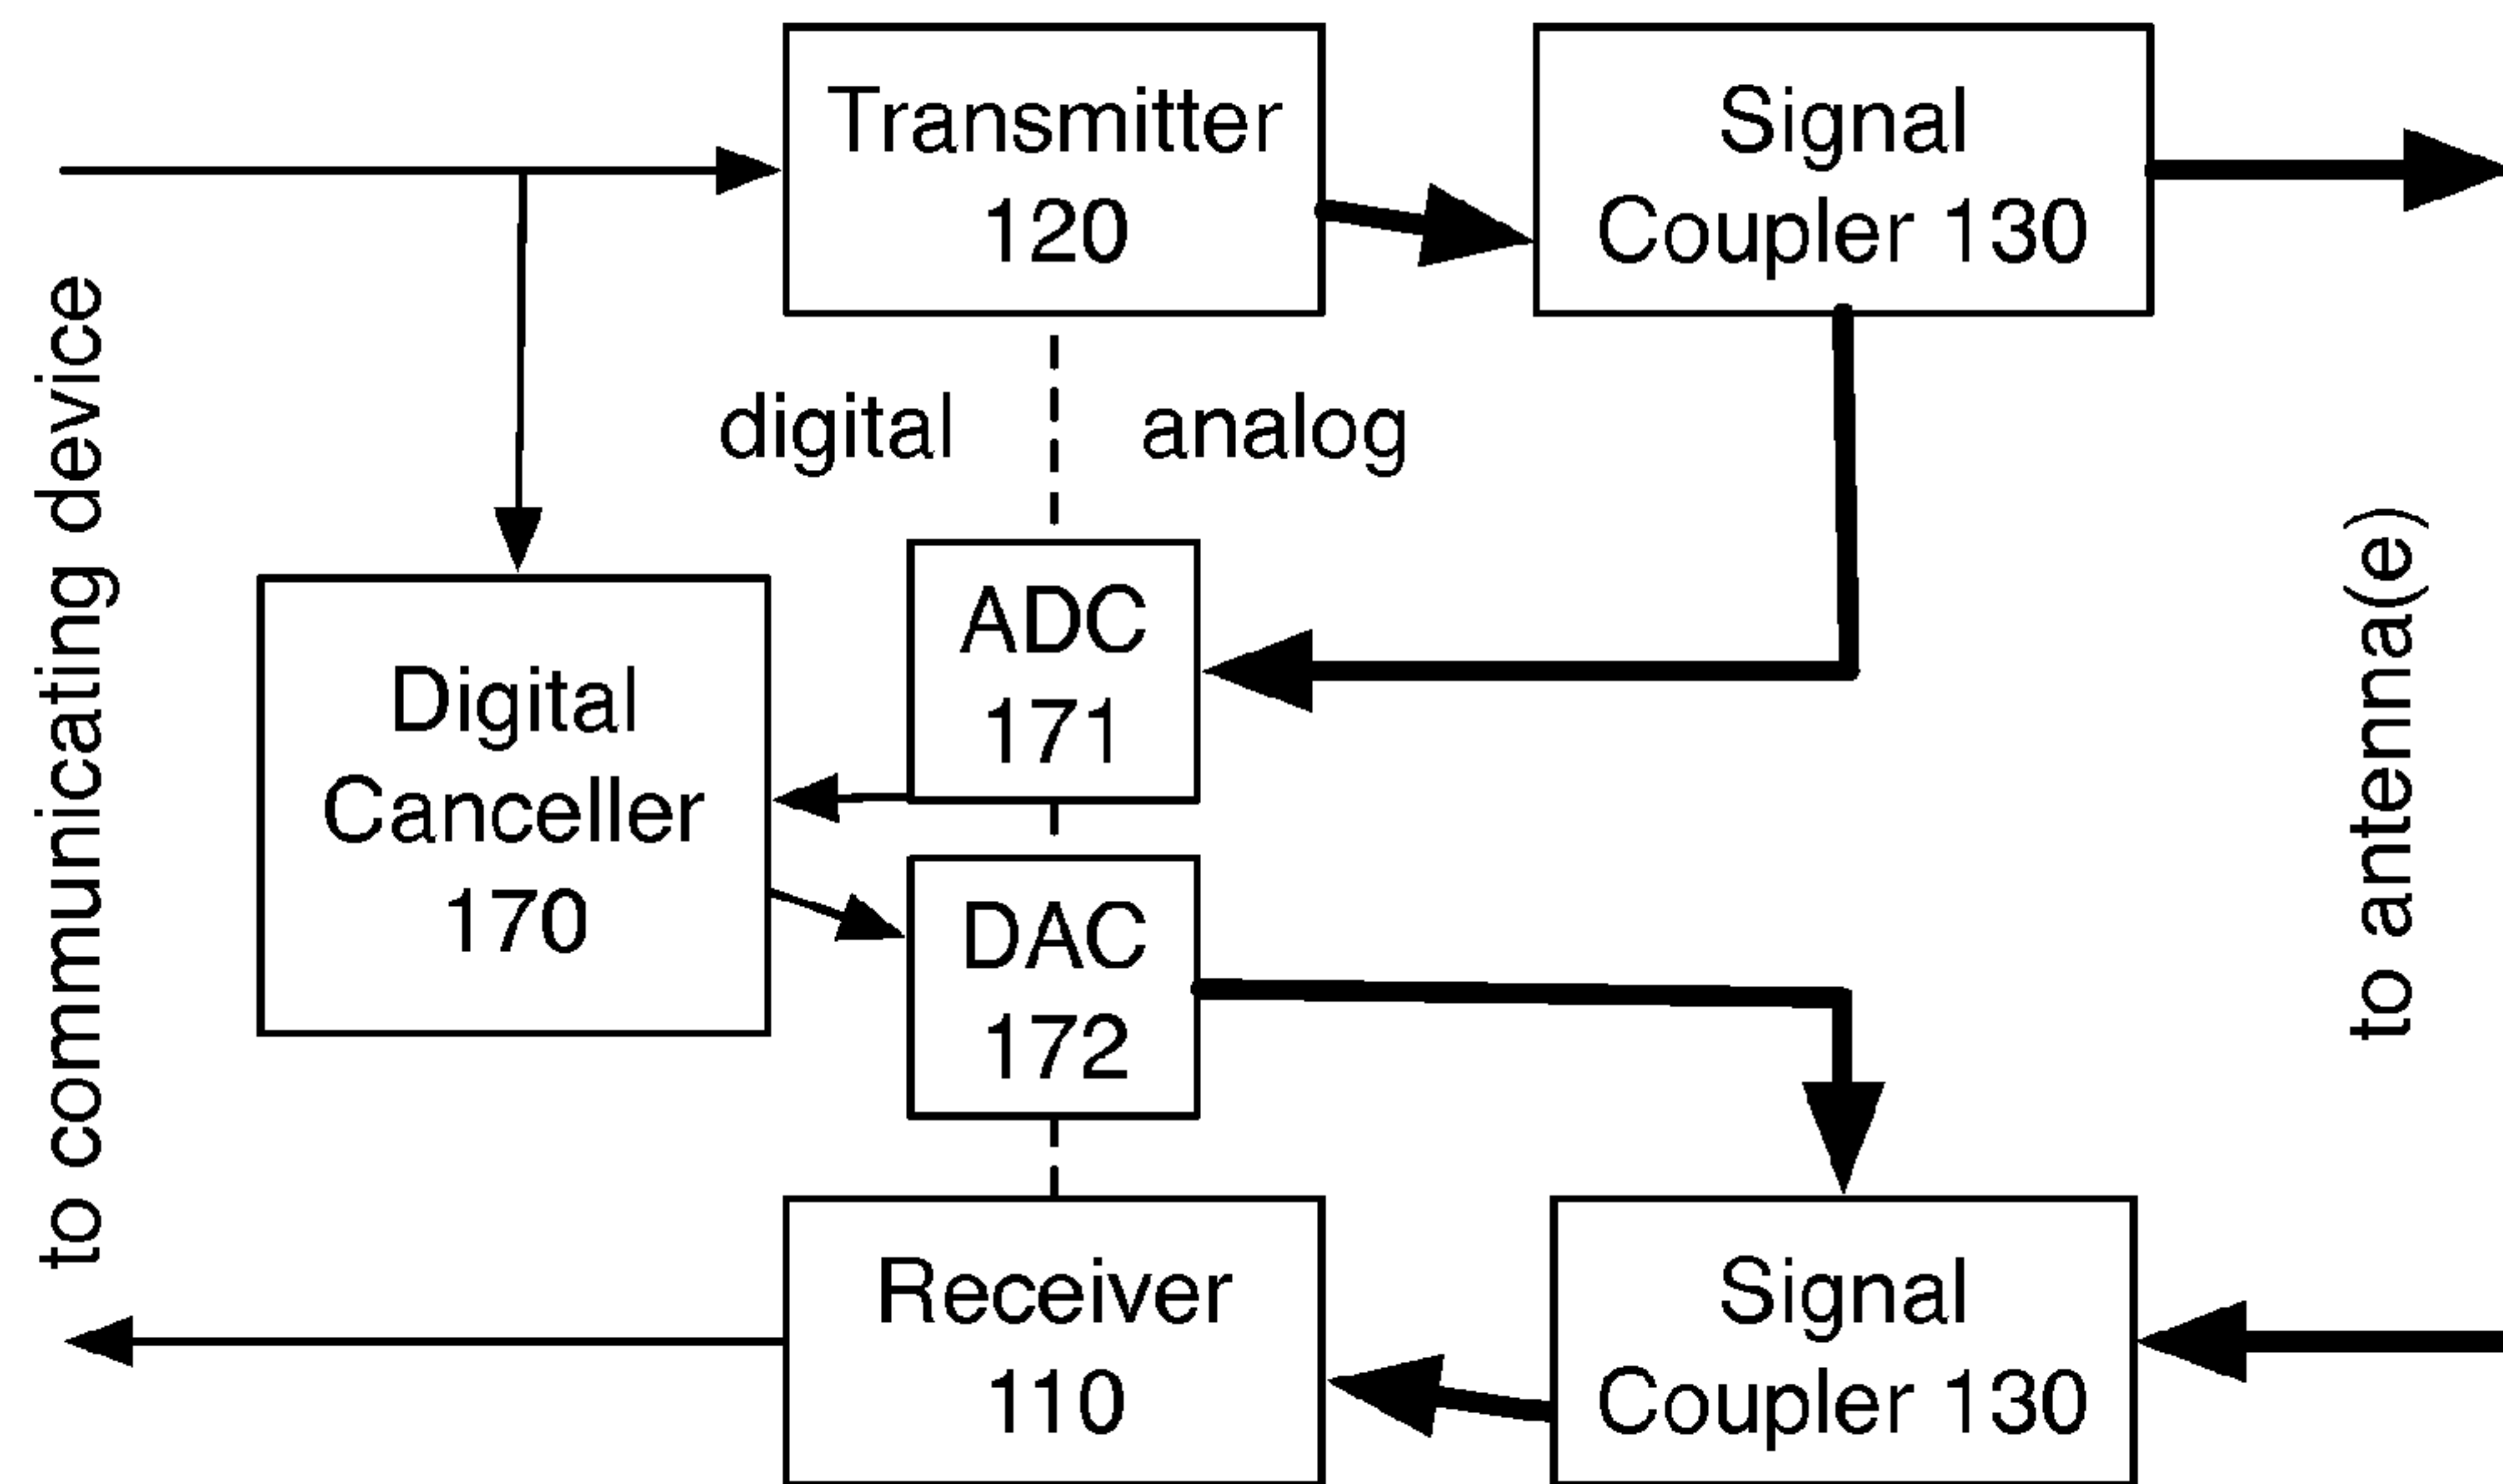 Transmitter
120
Signal
Coupler 130
digital
analog
to communicating device
Digital
Canceller
170
ADC
171
DAC
172
to antenna(e)
Receiver
110
Signal
Coupler 130